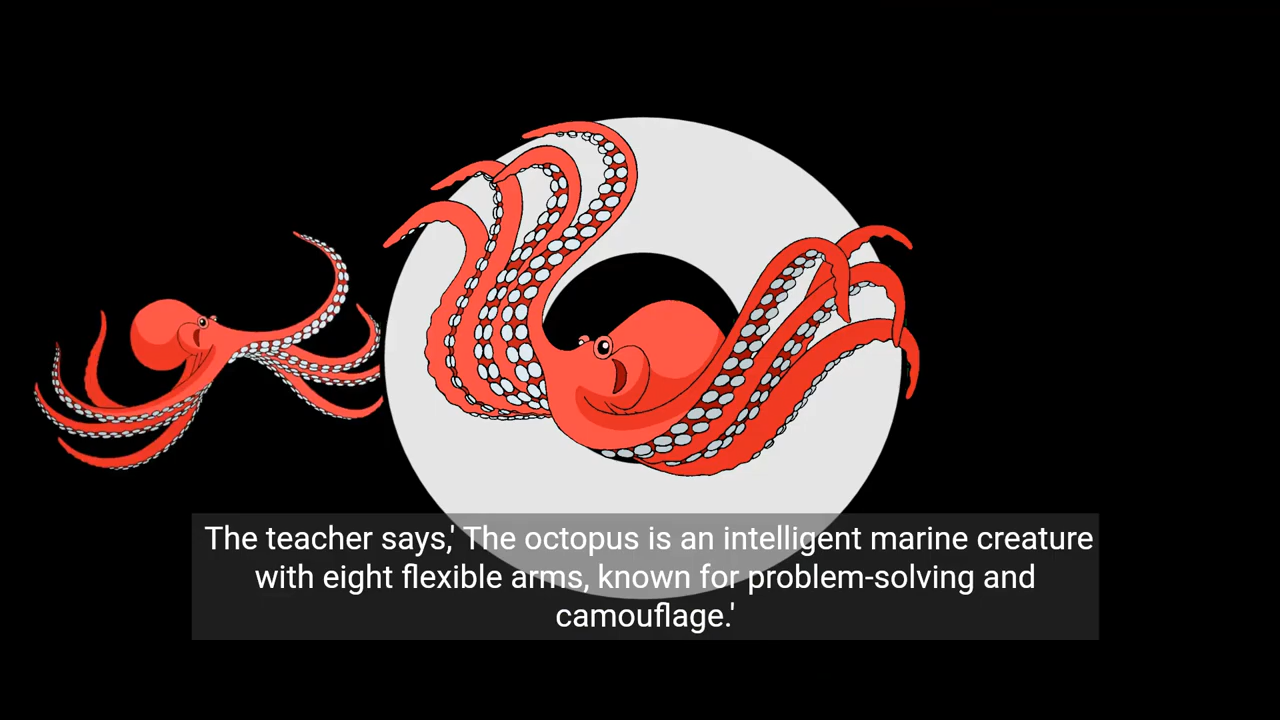 The teacher says,' The octopus is an intelligent marine creature
with eight flexible arms, known for problem-solving and
camouflage.'